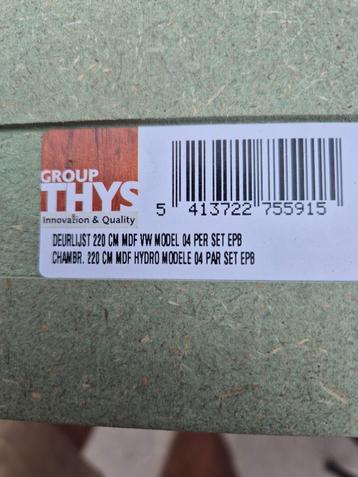 GROUP
THYS
Innovation & Quality
5 413722 755915
DEURLIJST 220 CM MDF VW MODEL 04 PER SET EPB
CHAMBR. 220 CM MDF HYDRO MODELE 04 PAR SET EPB